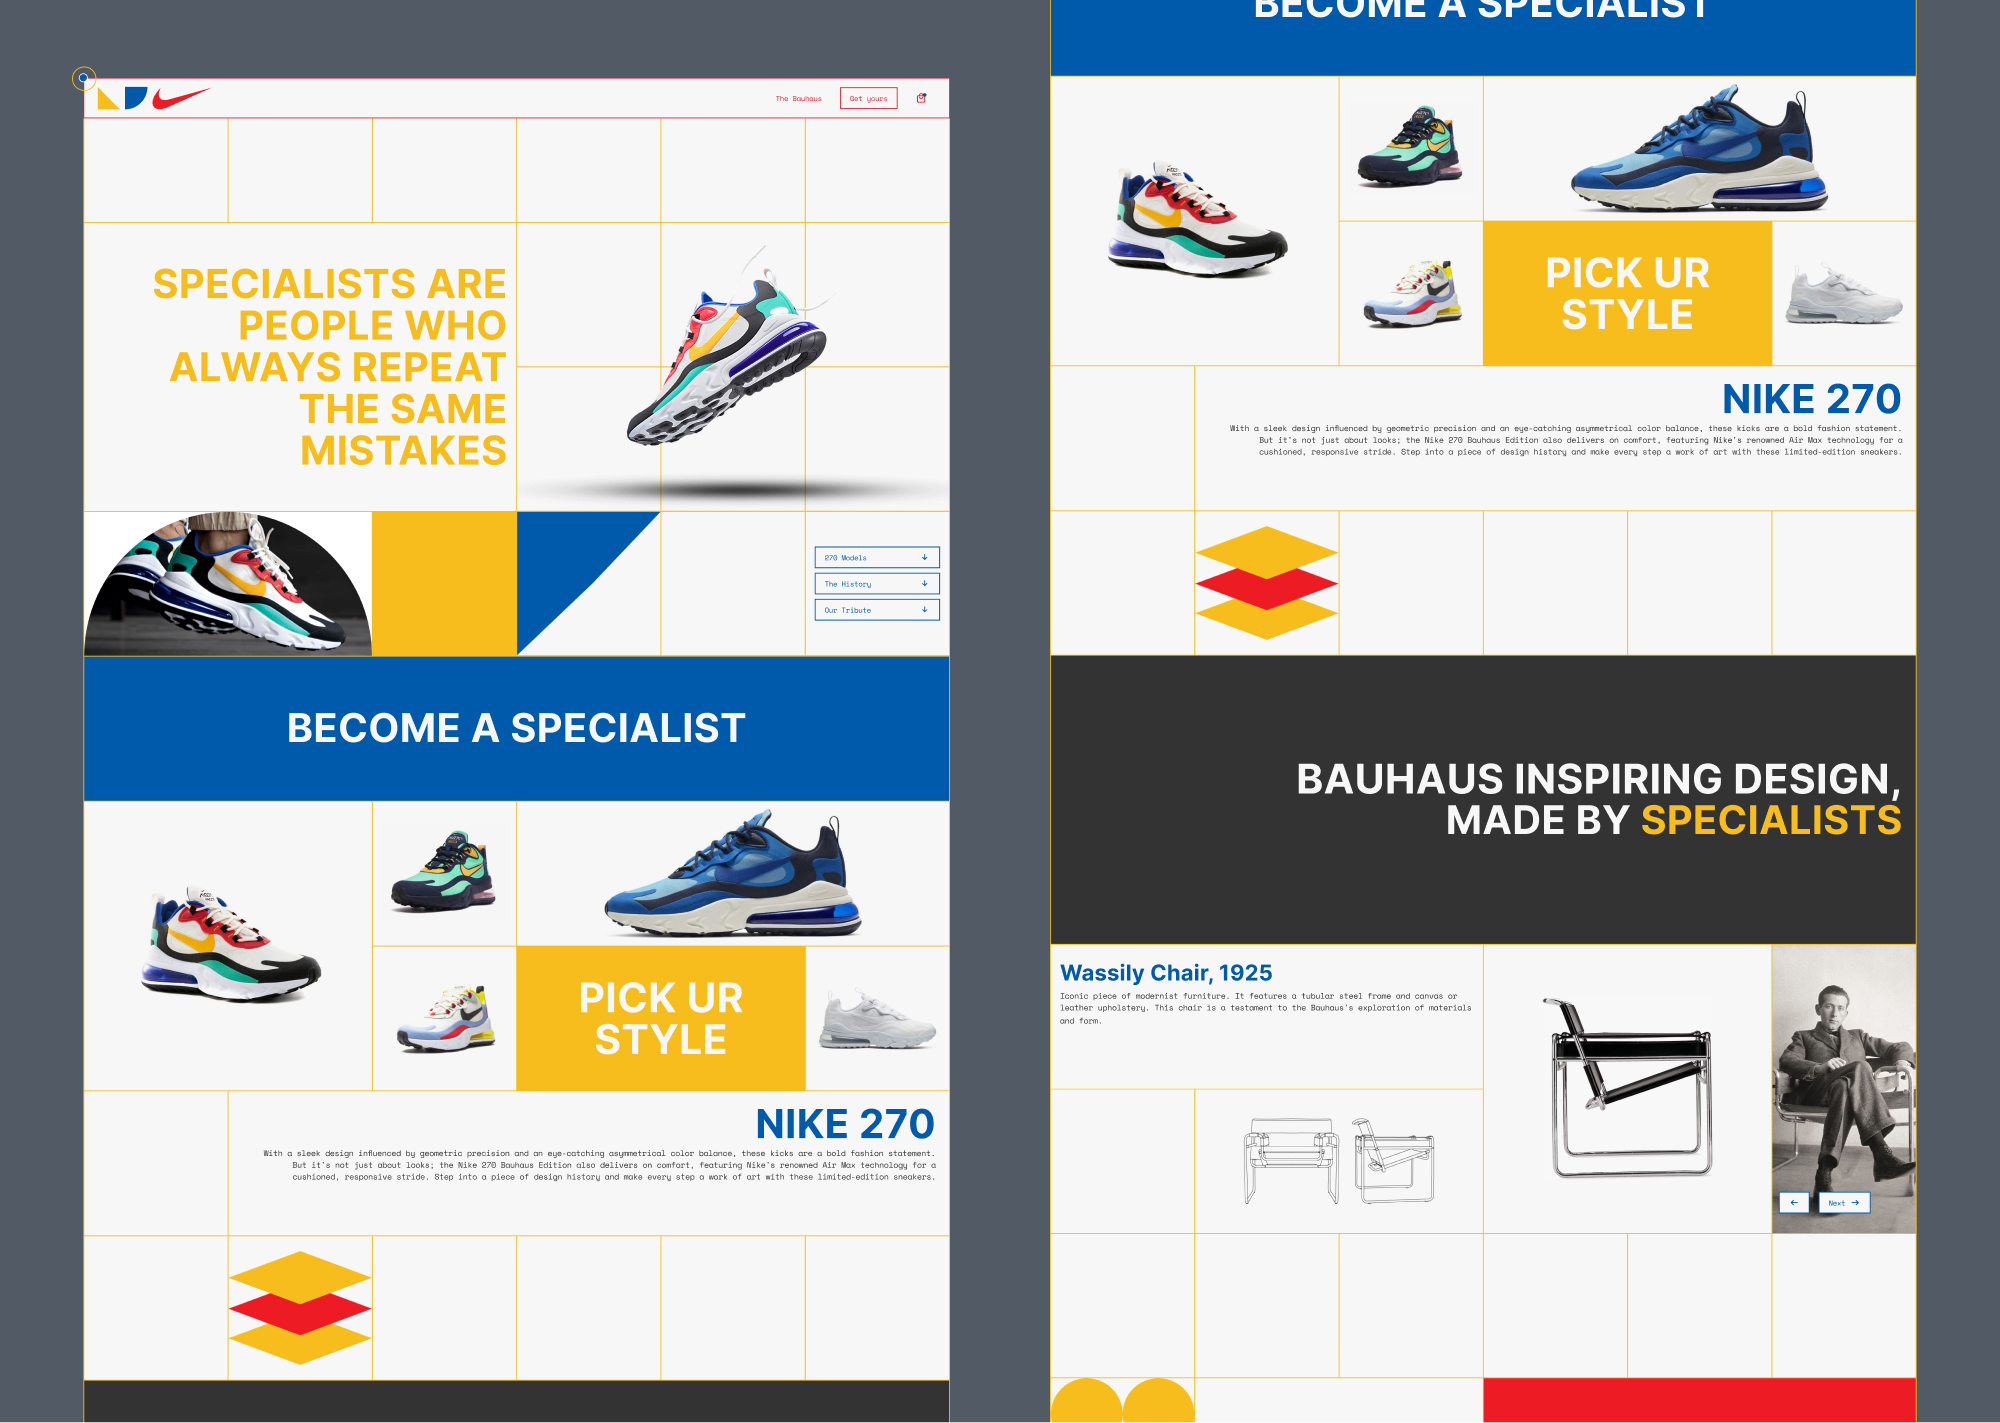 The Bauhaus
Get yours
SPECIALISTS ARE
PEOPLE WHO
ALWAYS REPEAT
THE SAME
MISTAKES
270 Models
The History
Our Tribute
BECOME A SPECIALIST
PICK UR
STYLE
NIKE 270
With a sleek design influenced by geometric precision and an eye-catching asymmetrical color balance, these kicks are a bold fashion statement.
But it's not just about looks; the Nike 270 Bauhaus Edition also delivers on comfort, featuring Nike's renowned Air Max technology for a
cushioned, responsive stride. Step into a piece of design history and make every step a work of art with these limited-edition sneakers.
BECOME A SPECIALIST
PICK UR
STYLE
NIKE 270
With a sleek design influenced by geometric precision and an eye-catching asymmetrical color balance, these kicks are a bold fashion statement.
But it's not just about looks; the Nike 270 Bauhaus Edition also delivers on comfort, featuring Nike's renowned Air Max technology for a
cushioned, responsive stride. Step into a piece of design history and make every step a work of art with these limited-edition sneakers.
BAUHAUS INSPIRING DESIGN,
MADE BY SPECIALISTS
Wassily Chair, 1925
Iconic piece of modernist furniture. It features a tubular steel frame and canvas or
leather upholstery. This chair is a testament to the Bauhaus's exploration of materials
and form.
Next